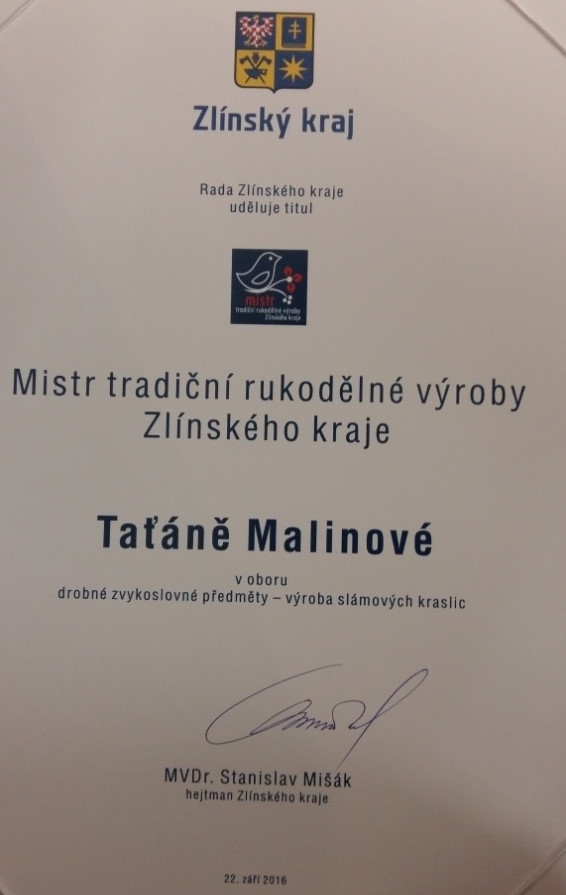 Zlínský kraj
Rada Zlínského kraje
uděluje titul
mistr
tradiční rukodělné výroby
Zlínského kraje
Mistr tradiční rukodělné výroby
Zlínského kraje
Taťáně Malinové
v oboru
drobné zvykoslovné předměty – výroba slámových kraslic
MVDr. Stanislav Mišák
hejtman Zlínského kraje
22. září 2016